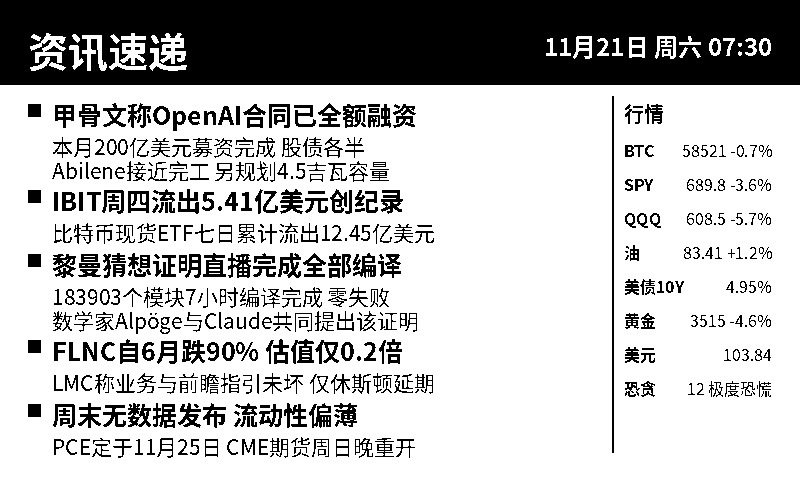 资讯速递
11月21日 周六 07:30
甲骨文称OpenAI合同已全额融资
本月200亿美元募资完成 股债各半
Abilene接近完工 另规划4.5吉瓦容量
IBIT周四流出5.41亿美元创纪录
比特币现货ETF七日累计流出12.45亿美元
黎曼猜想证明直播完成全部编译
183903个模块7小时编译完成 零失败
数学家Alpöge与Claude共同提出该证明
FLNC自6月跌90% 估值仅0.2倍
LMC称业务与前瞻指引未坏 仅休斯顿延期
周末无数据发布 流动性偏薄
PCE定于11月25日 CME期货周日晚重开
行情
BTC 58521 -0.7%
SPY 689.8 -3.6%
QQQ 608.5 -5.7%
油 83.41 +1.2%
美债10Y 4.95%
黄金 3515 -4.6%
美元 103.84
恐贪 12 极度恐慌